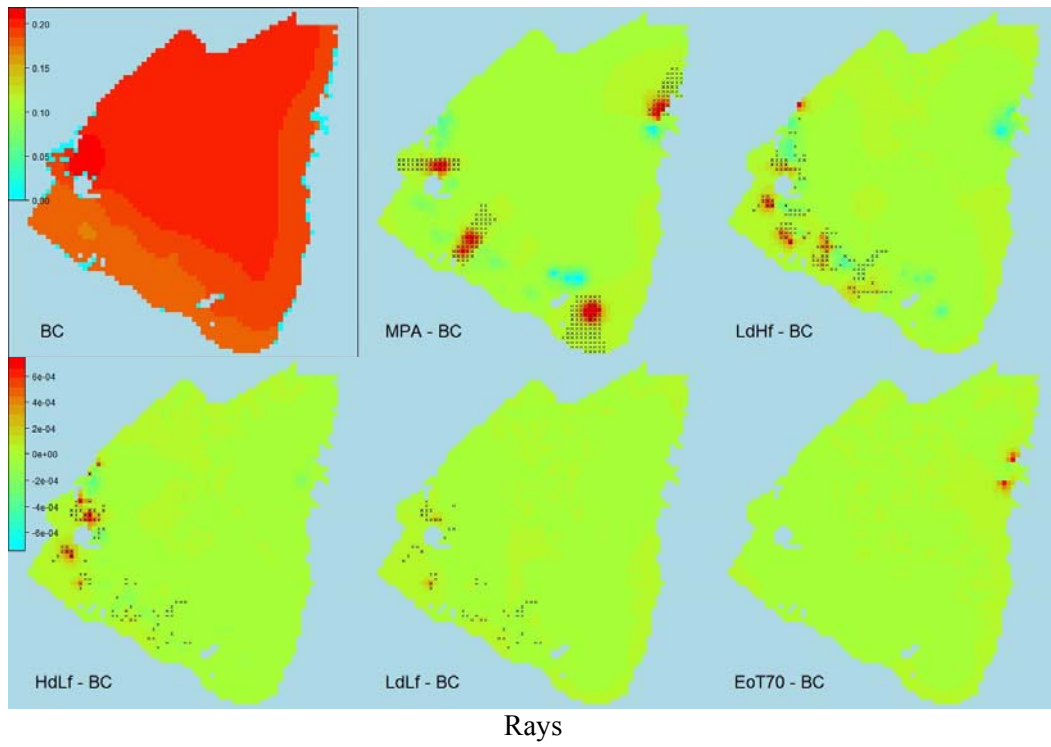 0.20
0.15
0.10
0.05
0.00
BC
MPA - BC
LdHf - BC
6e-04
4e-04
2e-04
0e+00
-2e-04
-4e-04
-6e-04
HdLf - BC
LdLf - BC
EoT70 - BC
Rays